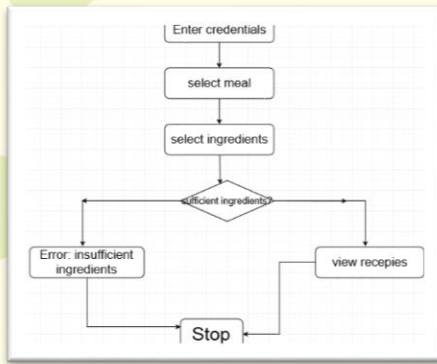 Enter credentials
select meal
select ingredients
sufficient ingredients?
Error: insufficient
ingredients
view recepies
Stop